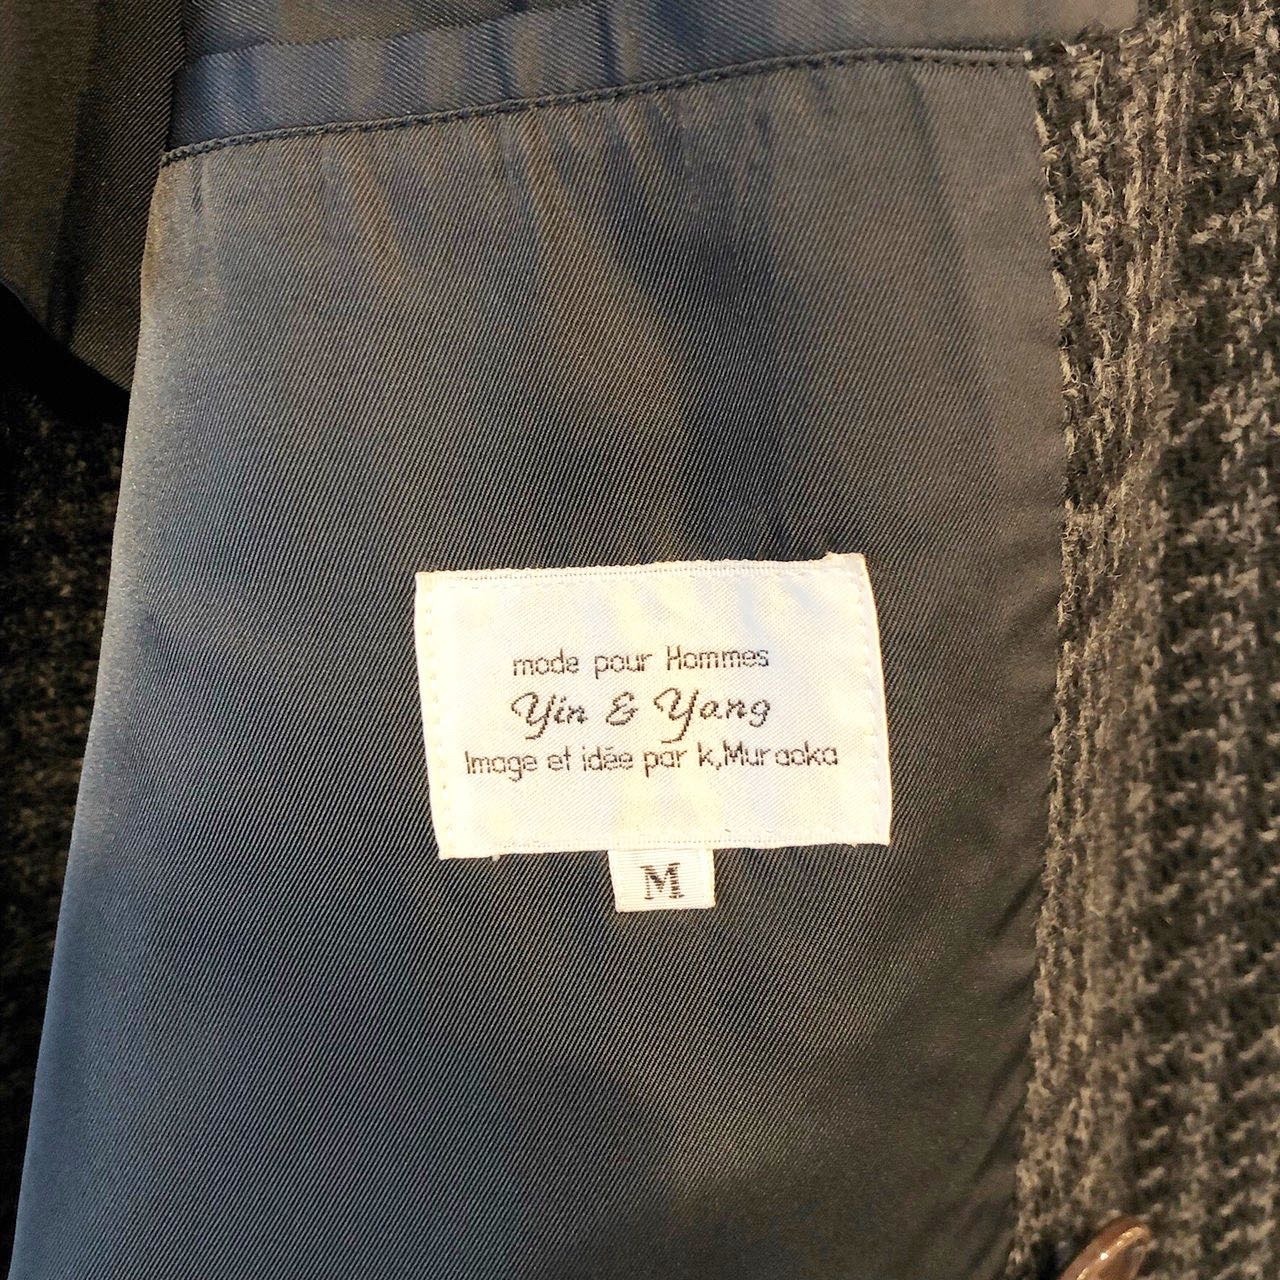 mode pour Hommes
Yin & Yang
Image et idée par k,Muraoka
M